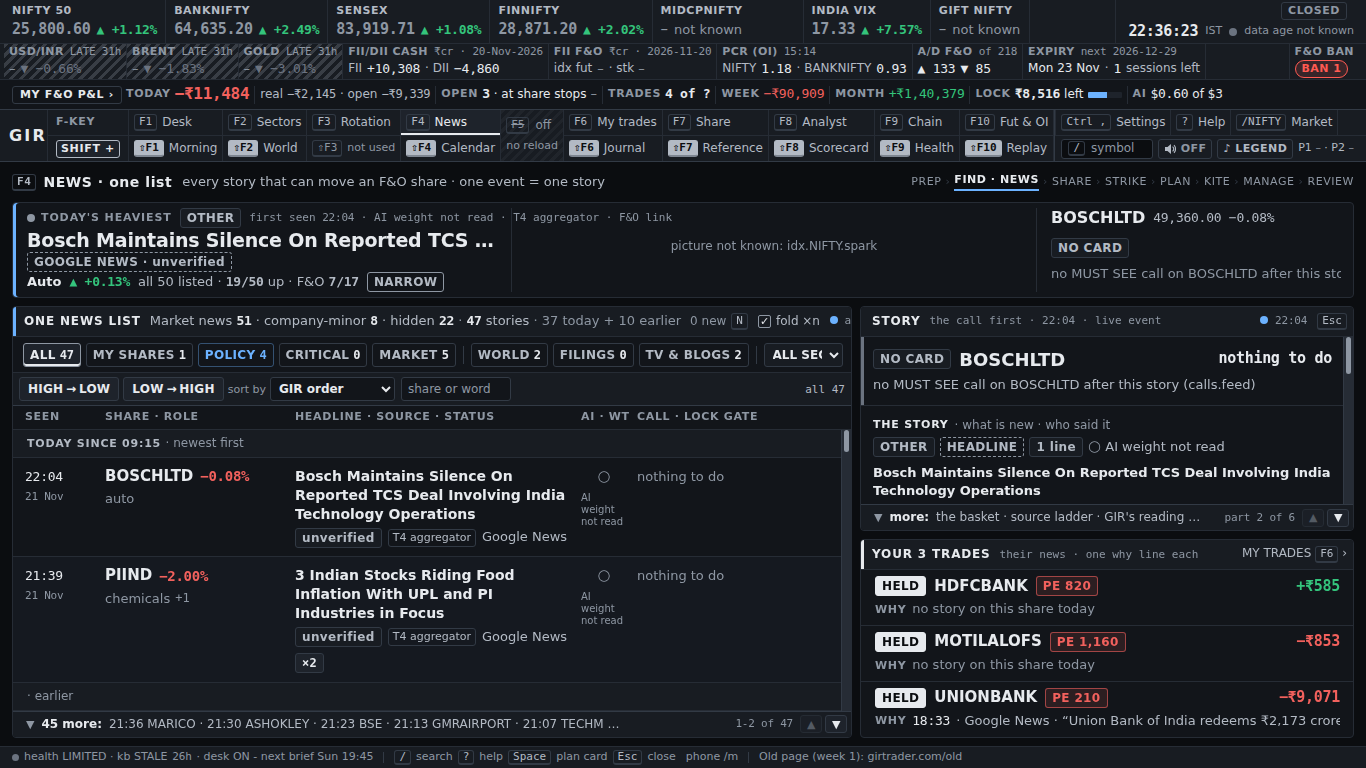 NIFTY 50 BANKNIFTY SENSEX FINNIFTY MIDCPNIFTY INDIA VIX GIFT NIFTY CLOSED
25,800.60 ▲ +1.12% 64,635.20 ▲ +2.49% 83,919.71 ▲ +1.08% 28,871.20 ▲ +2.02% – not known 17.33 ▲ +7.57% – not known 22:36:23 IST data age not known
USD/INR LATE 31h BRENT LATE 31h GOLD LATE 31h FII/DII CASH ₹cr · 20-Nov-2026 FII F&O ₹cr · 2026-11-20 PCR (OI) 15:14 A/D F&O of 218 EXPIRY next 2026-12-29 F&O BAN
– ▼ −0.66% – ▼ −1.83% – ▼ −3.01% FII +10,308 · DII −4,860 idx fut – · stk – NIFTY 1.18 · BANKNIFTY 0.93 ▲ 133 ▼ 85 Mon 23 Nov · 1 sessions left BAN 1
MY F&O P&L › TODAY −₹11,484 real −₹2,145 · open −₹9,339 OPEN 3 · at share stops – TRADES 4 of ? WEEK −₹90,909 MONTH +₹1,40,379 LOCK ₹8,516 left AI $0.60 of $3
GIR F-KEY F1 Desk F2 Sectors F3 Rotation F4 News F5 off F6 My trades F7 Share F8 Analyst F9 Chain F10 Fut & OI Ctrl , Settings ? Help /NIFTY Market
SHIFT + ⇧F1 Morning ⇧F2 World ⇧F3 not used ⇧F4 Calendar no reload ⇧F6 Journal ⇧F7 Reference ⇧F8 Scorecard ⇧F9 Health ⇧F10 Replay / symbol OFF ♪ LEGEND P1 – · P2 –
F4 NEWS · one list every story that can move an F&O share · one event = one story PREP › FIND · NEWS › SHARE › STRIKE › PLAN › KITE › MANAGE › REVIEW
TODAY'S HEAVIEST OTHER first seen 22:04 · AI weight not read · T4 aggregator · F&O link
Bosch Maintains Silence On Reported TCS …
GOOGLE NEWS · unverified
Auto ▲ +0.13% all 50 listed · 19/50 up · F&O 7/17 NARROW
picture not known: idx.NIFTY.spark
BOSCHLTD 49,360.00 −0.08%
NO CARD
no MUST SEE call on BOSCHLTD after this
ONE NEWS LIST Market news 51 · company-minor 8 · hidden 22 · 47 stories · 37 today + 10 earlier 0 new N fold ×n
ALL 47 MY SHARES 1 POLICY 4 CRITICAL 0 MARKET 5 WORLD 2 FILINGS 0 TV & BLOGS 2 ALL SEC
HIGH→LOW LOW→HIGH sort by GIR order share or word all 47
SEEN SHARE · ROLE HEADLINE · SOURCE · STATUS AI · WT CALL · LOCK GATE
TODAY SINCE 09:15 · newest first
22:04 BOSCHLTD −0.08% Bosch Maintains Silence On nothing to do
21 Nov auto Reported TCS Deal Involving India AI
Technology Operations weight
not read
unverified T4 aggregator Google News
21:39 PIIND −2.00% 3 Indian Stocks Riding Food nothing to do
21 Nov chemicals +1 Inflation With UPL and PI AI
Industries in Focus weight
not read
unverified T4 aggregator Google News
×2
· earlier
▼ 45 more: 21:36 MARICO · 21:30 ASHOKLEY · 21:23 BSE · 21:13 GMRAIRPORT · 21:07 TECHM … 1-2 of 47 ▲ ▼
STORY the call first · 22:04 · live event 22:04 Esc
NO CARD BOSCHLTD nothing to do
no MUST SEE call on BOSCHLTD after this story (calls.feed)
THE STORY · what is new · who said it
OTHER HEADLINE 1 line AI weight not read
Bosch Maintains Silence On Reported TCS Deal Involving India
Technology Operations
▼ more: the basket · source ladder · GIR's reading … part 2 of 6 ▲ ▼
YOUR 3 TRADES their news · one why line each MY TRADES F6 ›
HELD HDFCBANK PE 820 +₹585
WHY no story on this share today
HELD MOTILALOFS PE 1,160 −₹853
WHY no story on this share today
HELD UNIONBANK PE 210 −₹9,071
WHY 18:33 · Google News · “Union Bank of India redeems ₹2,173 crore
health LIMITED · kb STALE 26h · desk ON - next brief Sun 19:45 / search ? help Space plan card Esc close phone /m Old page (week 1): girtrader.com/old